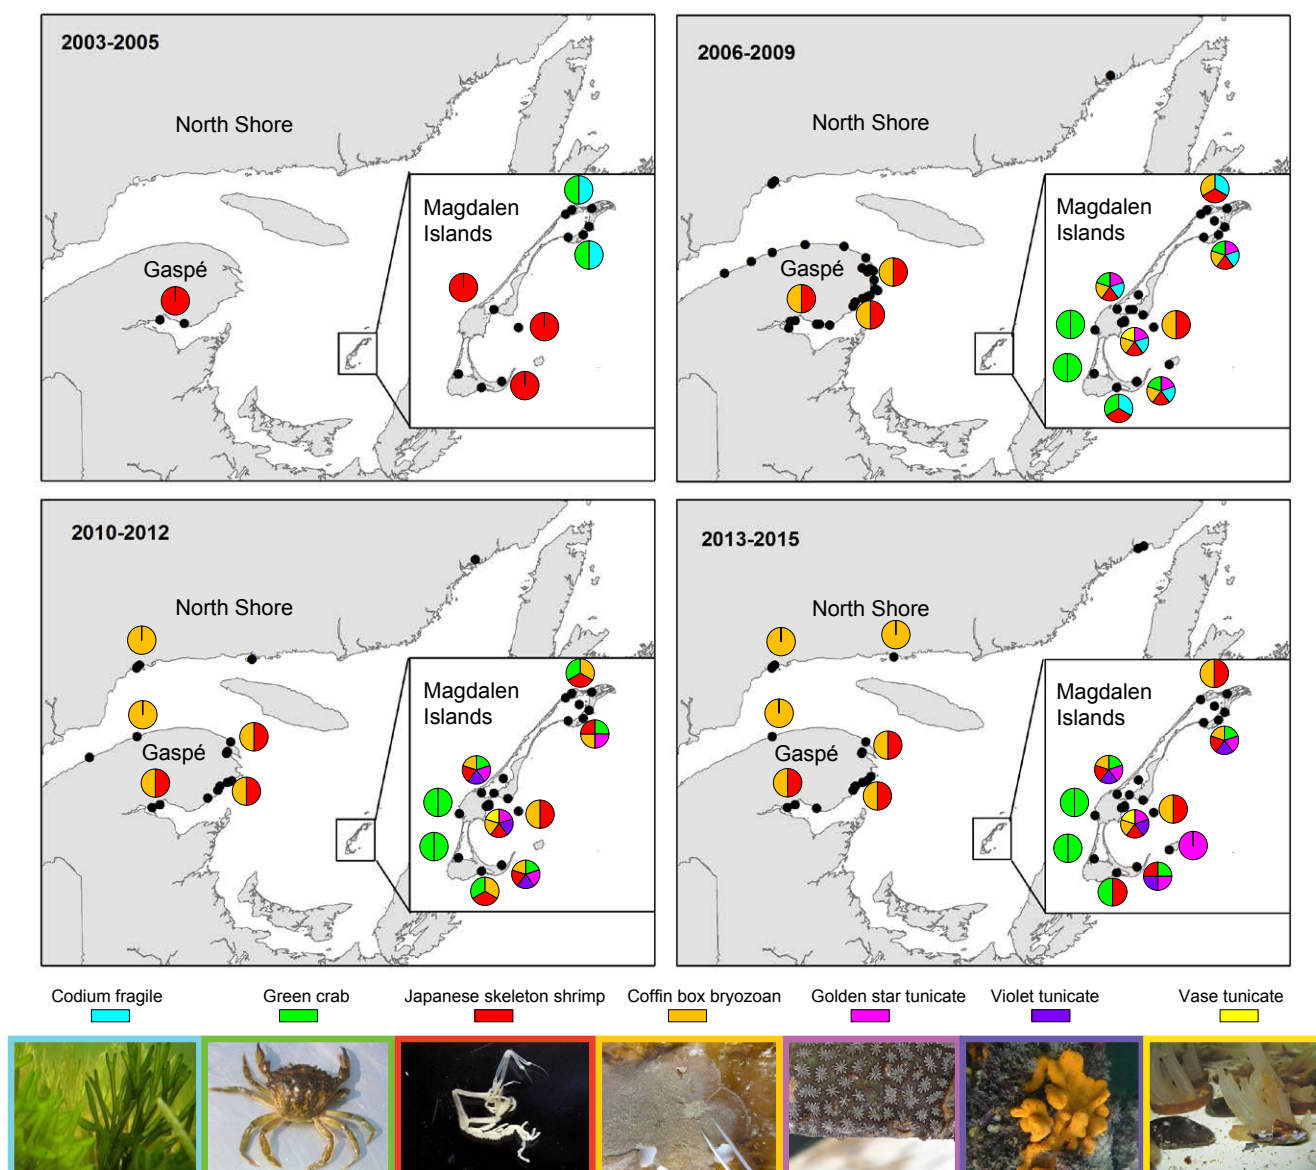 2003-2005
North Shore
Magdalen
Islands
Gaspé
2006-2009
North Shore
Magdalen
Islands
Gaspé
2010-2012
North Shore
Magdalen
Islands
Gaspé
2013-2015
North Shore
Magdalen
Islands
Gaspé
Codium fragile
Green crab
Japanese skeleton shrimp
Coffin box bryozoan
Golden star tunicate
Violet tunicate
Vase tunicate